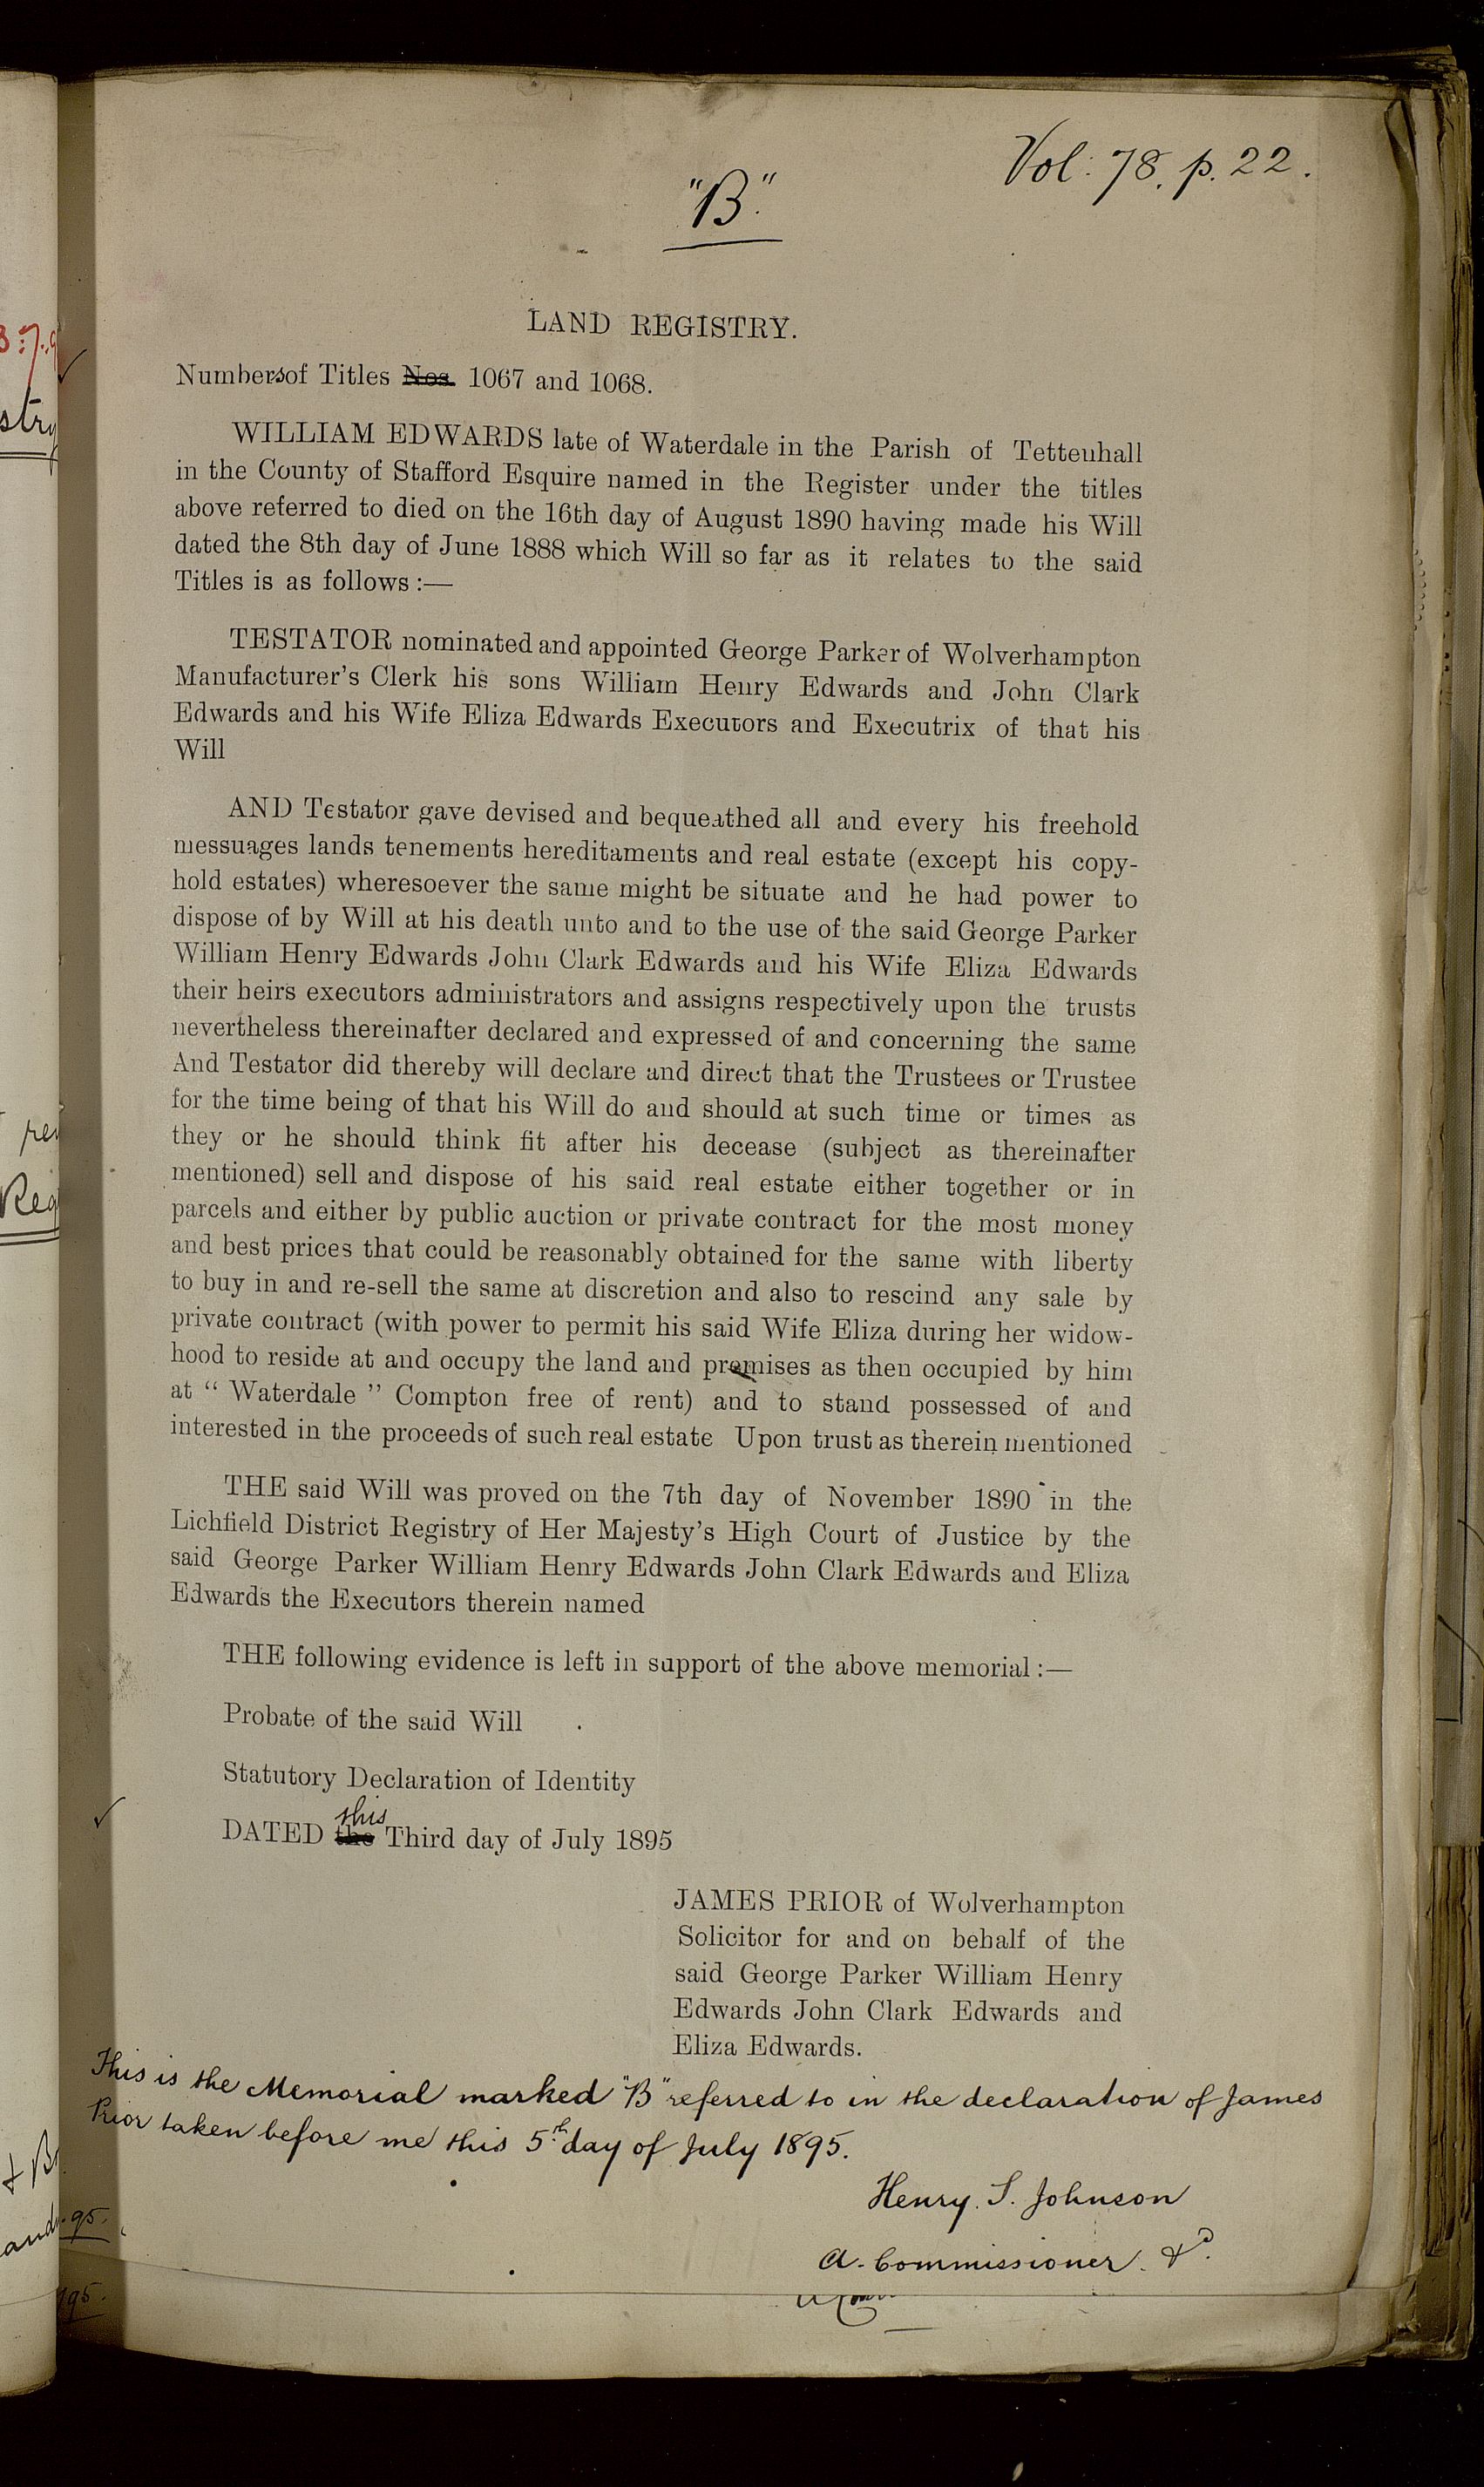 Vol: 78. p. 22.
"B".
LAND REGISTRY.
Numbers of Titles Nos. 1067 and 1068.
WILLIAM EDWARDS late of Waterdale in the Parish of Tettenhall
in the County of Stafford Esquire named in the Register under the titles
above referred to died on the 16th day of August 1890 having made his Will
dated the 8th day of June 1888 which Will so far as it relates to the said
Titles is as follows :—
TESTATOR nominated and appointed George Parker of Wolverhampton
Manufacturer's Clerk his sons William Henry Edwards and John Clark
Edwards and his Wife Eliza Edwards Executors and Executrix of that his
Will
AND Testator gave devised and bequeathed all and every his freehold
messuages lands tenements hereditaments and real estate (except his copy-
hold estates) wheresoever the same might be situate and he had power to
dispose of by Will at his death unto and to the use of the said George Parker
William Henry Edwards John Clark Edwards and his Wife Eliza Edwards
their heirs executors administrators and assigns respectively upon the trusts
nevertheless thereinafter declared and expressed of and concerning the same
And Testator did thereby will declare and direct that the Trustees or Trustee
for the time being of that his Will do and should at such time or times as
they or he should think fit after his decease (subject as thereinafter
mentioned) sell and dispose of his said real estate either together or in
parcels and either by public auction or private contract for the most money
and best prices that could be reasonably obtained for the same with liberty
to buy in and re-sell the same at discretion and also to rescind any sale by
private contract (with power to permit his said Wife Eliza during her widow-
hood to reside at and occupy the land and premises as then occupied by him
at " Waterdale " Compton free of rent) and to stand possessed of and
interested in the proceeds of such real estate Upon trust as therein mentioned
THE said Will was proved on the 7th day of November 1890 in the
Lichfield District Registry of Her Majesty's High Court of Justice by the
said George Parker William Henry Edwards John Clark Edwards and Eliza
Edwards the Executors therein named
THE following evidence is left in support of the above memorial :—
Probate of the said Will
Statutory Declaration of Identity
this
DATED the Third day of July 1895
JAMES PRIOR of Wolverhampton
Solicitor for and on behalf of the
said George Parker William Henry
Edwards John Clark Edwards and
Eliza Edwards.
This is the Memorial marked "B" referred to in the declaration of James
Prior taken before me this 5th day of July 1895.
Henry. S. Johnson
A. Commissioner. &c.